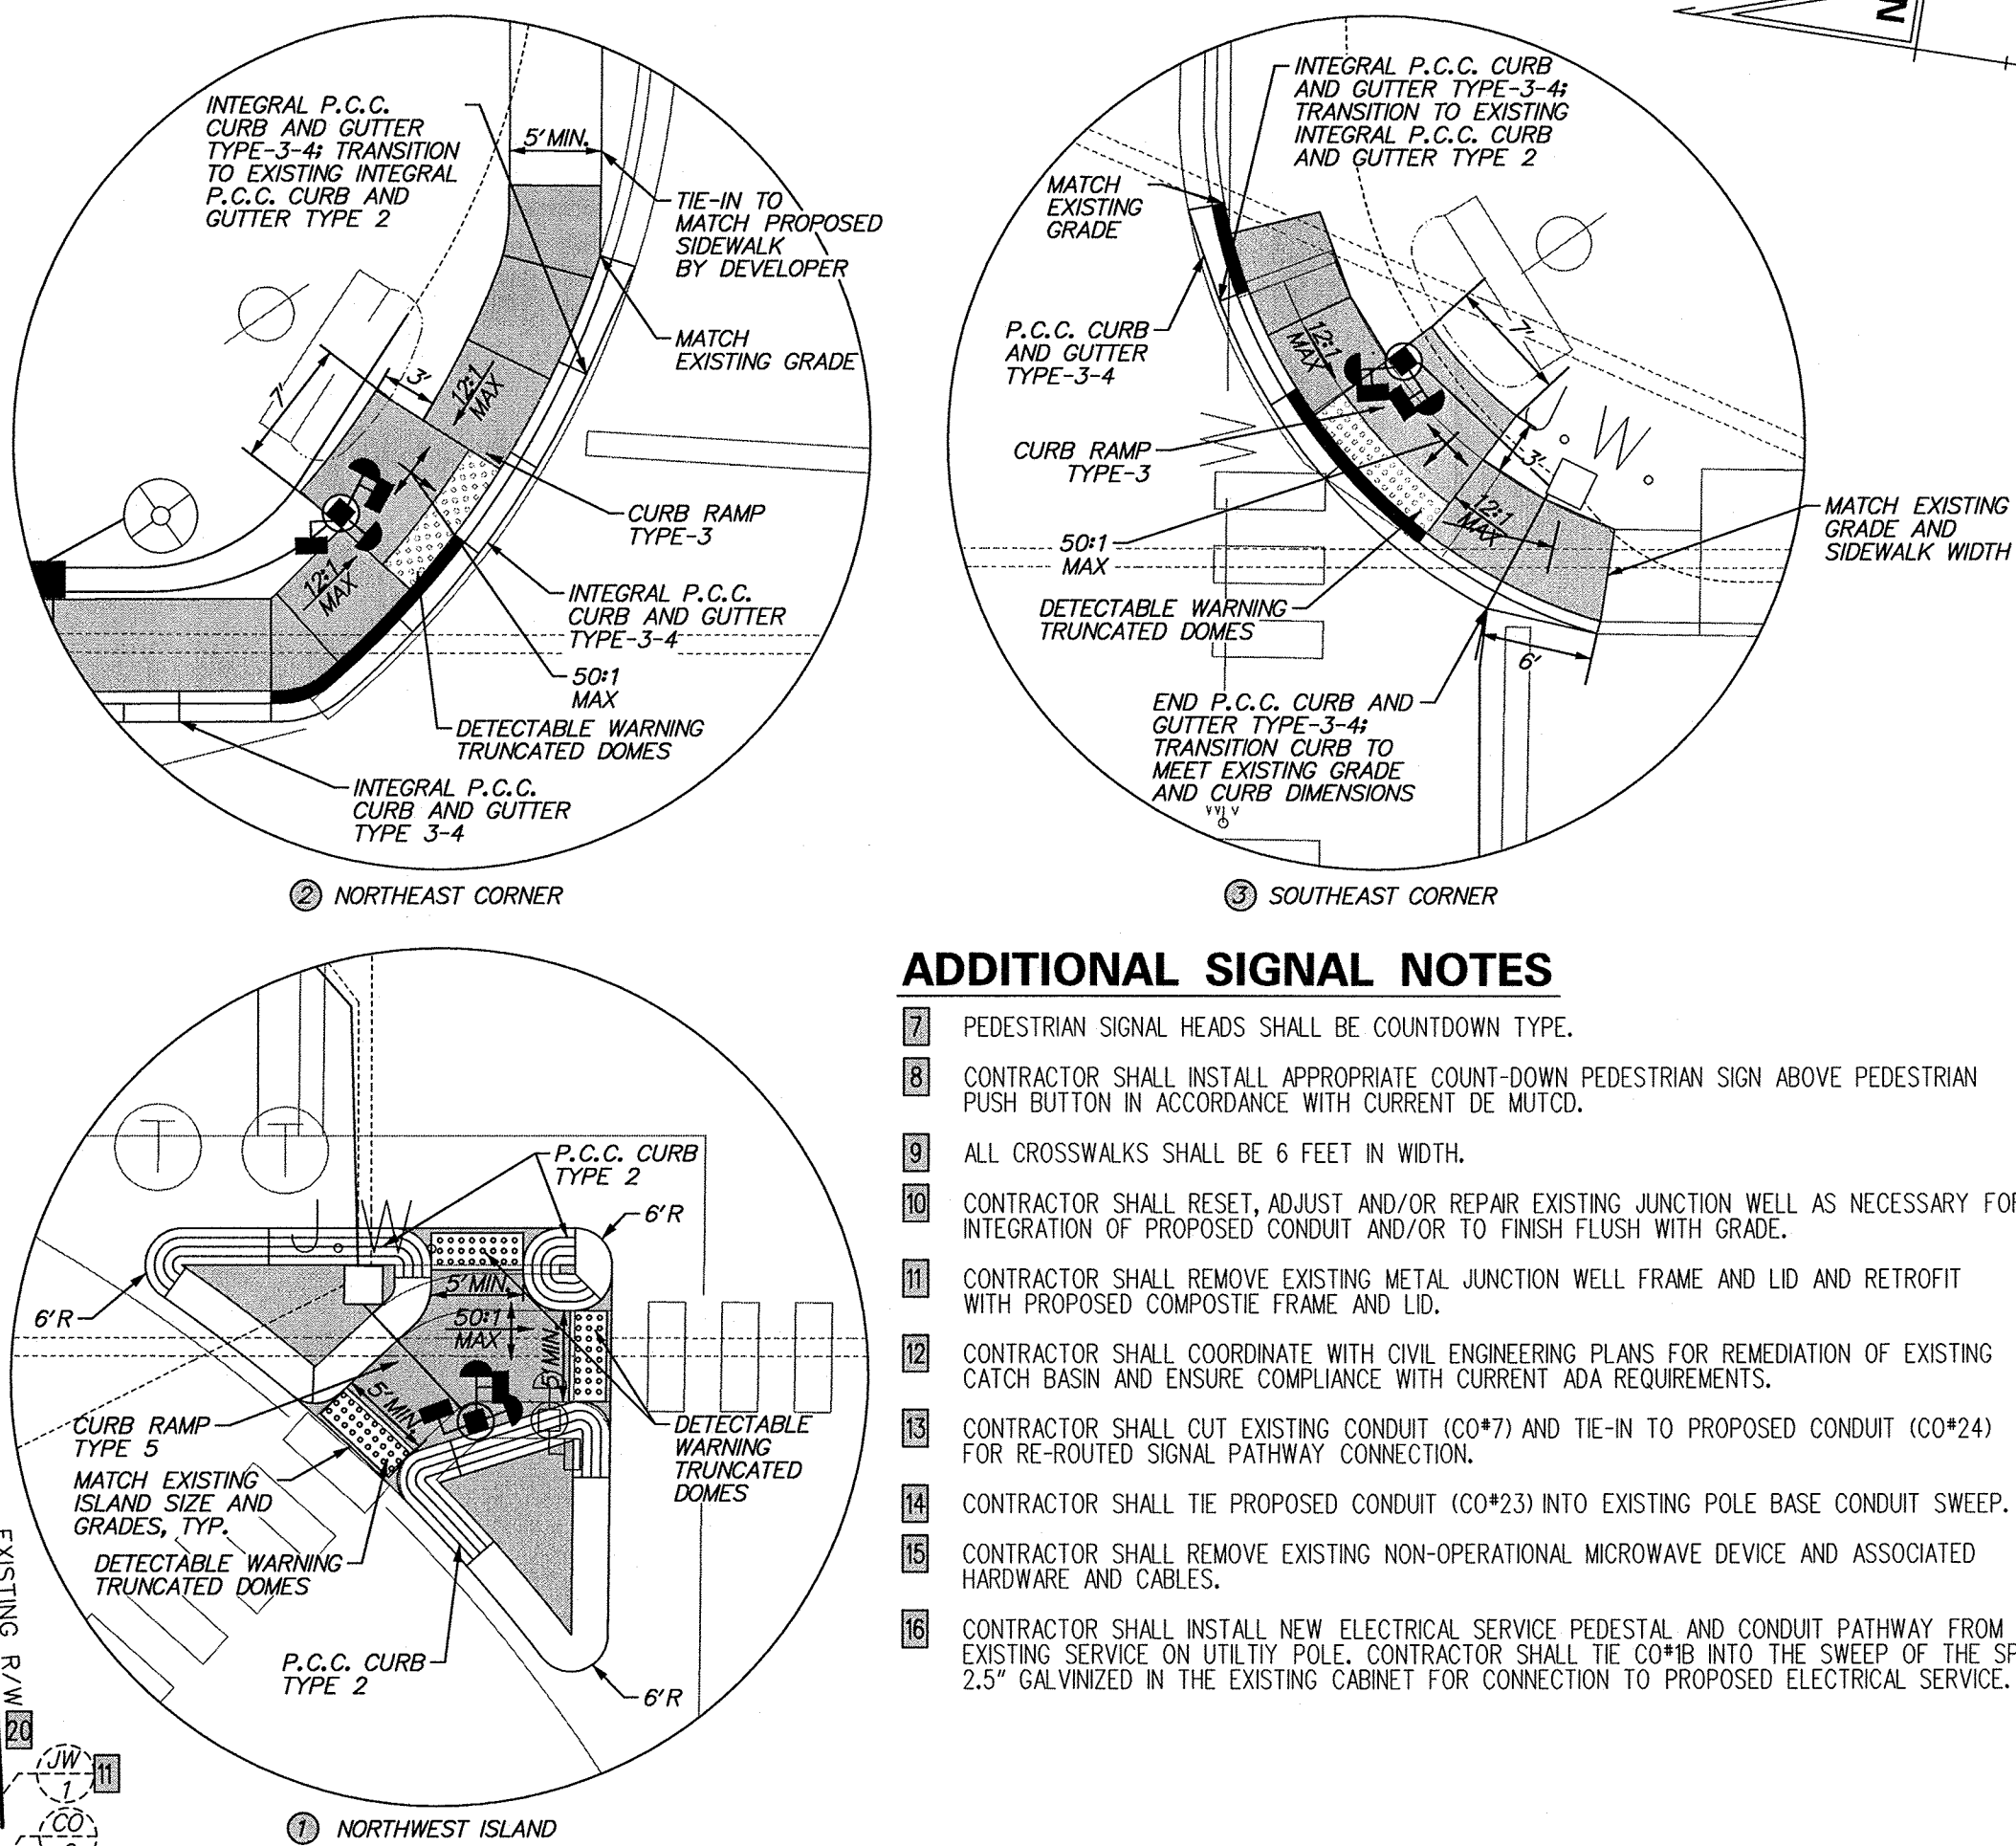 N
INTEGRAL P.C.C.
CURB AND GUTTER
TYPE-3-4; TRANSITION
TO EXISTING INTEGRAL
P.C.C. CURB AND
GUTTER TYPE 2
5' MIN.
TIE-IN TO
MATCH PROPOSED
SIDEWALK
BY DEVELOPER
MATCH
EXISTING GRADE
7'
3'
12:1
MAX
CURB RAMP
TYPE-3
12:1
MAX
INTEGRAL P.C.C.
CURB AND GUTTER
TYPE-3-4
50:1
MAX
DETECTABLE WARNING
TRUNCATED DOMES
INTEGRAL P.C.C.
CURB AND GUTTER
TYPE 3-4
2 NORTHEAST CORNER
INTEGRAL P.C.C. CURB
AND GUTTER TYPE-3-4;
TRANSITION TO EXISTING
INTEGRAL P.C.C. CURB
AND GUTTER TYPE 2
MATCH
EXISTING
GRADE
P.C.C. CURB
AND GUTTER
TYPE-3-4
12:1
MAX
7'
JW
CURB RAMP
TYPE-3
3'
12:1
MAX
MATCH EXISTING
GRADE AND
SIDEWALK WIDTH
50:1
MAX
DETECTABLE WARNING
TRUNCATED DOMES
6'
END P.C.C. CURB AND
GUTTER TYPE-3-4;
TRANSITION CURB TO
MEET EXISTING GRADE
AND CURB DIMENSIONS
3 SOUTHEAST CORNER
T T
P.C.C. CURB
TYPE 2
6'R
JW
6'R
5' MIN.
50:1
MAX
5' MIN.
5' MIN.
CURB RAMP
TYPE 5
MATCH EXISTING
ISLAND SIZE AND
GRADES, TYP.
DETECTABLE WARNING
TRUNCATED DOMES
DETECTABLE
WARNING
TRUNCATED
DOMES
P.C.C. CURB
TYPE 2
6'R
1 NORTHWEST ISLAND
EXISTING R/W
20
JW
1
11
CO
ADDITIONAL SIGNAL NOTES
7 PEDESTRIAN SIGNAL HEADS SHALL BE COUNTDOWN TYPE.
8 CONTRACTOR SHALL INSTALL APPROPRIATE COUNT-DOWN PEDESTRIAN SIGN ABOVE PEDESTRIAN
PUSH BUTTON IN ACCORDANCE WITH CURRENT DE MUTCD.
9 ALL CROSSWALKS SHALL BE 6 FEET IN WIDTH.
10 CONTRACTOR SHALL RESET, ADJUST AND/OR REPAIR EXISTING JUNCTION WELL AS NECESSARY FOR
INTEGRATION OF PROPOSED CONDUIT AND/OR TO FINISH FLUSH WITH GRADE.
11 CONTRACTOR SHALL REMOVE EXISTING METAL JUNCTION WELL FRAME AND LID AND RETROFIT
WITH PROPOSED COMPOSTIE FRAME AND LID.
12 CONTRACTOR SHALL COORDINATE WITH CIVIL ENGINEERING PLANS FOR REMEDIATION OF EXISTING
CATCH BASIN AND ENSURE COMPLIANCE WITH CURRENT ADA REQUIREMENTS.
13 CONTRACTOR SHALL CUT EXISTING CONDUIT (CO#7) AND TIE-IN TO PROPOSED CONDUIT (CO#24)
FOR RE-ROUTED SIGNAL PATHWAY CONNECTION.
14 CONTRACTOR SHALL TIE PROPOSED CONDUIT (CO#23) INTO EXISTING POLE BASE CONDUIT SWEEP.
15 CONTRACTOR SHALL REMOVE EXISTING NON-OPERATIONAL MICROWAVE DEVICE AND ASSOCIATED
HARDWARE AND CABLES.
16 CONTRACTOR SHALL INSTALL NEW ELECTRICAL SERVICE PEDESTAL AND CONDUIT PATHWAY FROM
EXISTING SERVICE ON UTILTIY POLE. CONTRACTOR SHALL TIE CO#1B INTO THE SWEEP OF THE SP
2.5" GALVINIZED IN THE EXISTING CABINET FOR CONNECTION TO PROPOSED ELECTRICAL SERVICE.